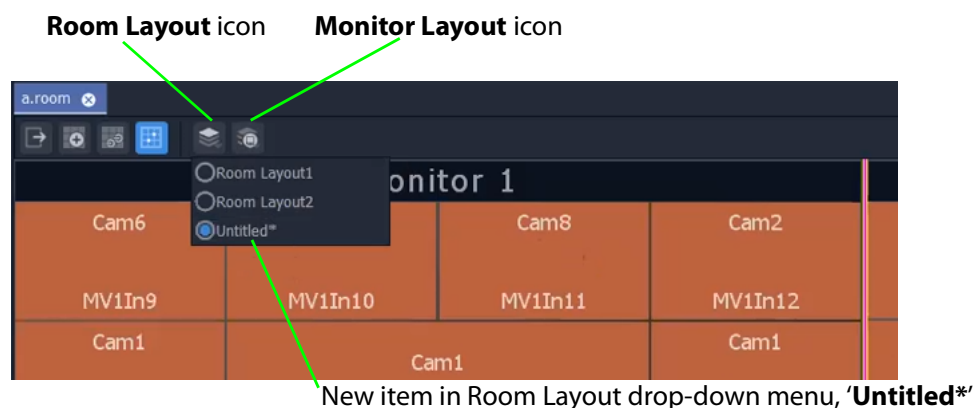 Room Layout icon Monitor Layout icon
a.room
Room Layout1
onitor 1
Room Layout2
Cam6 Cam8 Cam2
Untitled*
MV1In9 MV1In10 MV1In11 MV1In12
Cam1 Cam1 Cam1
New item in Room Layout drop-down menu, ‘Untitled*’